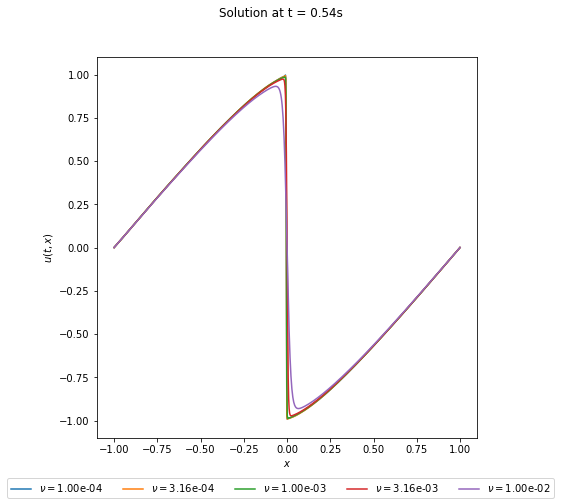 Solution at t = 0.54s
1.00
0.75
0.50
0.25
0.00
−0.25
−0.50
−0.75
−1.00
u(t, x)
−1.00 −0.75 −0.50 −0.25 0.00 0.25 0.50 0.75 1.00
x
ν = 1.00e-04 ν = 3.16e-04 ν = 1.00e-03 ν = 3.16e-03 ν = 1.00e-02